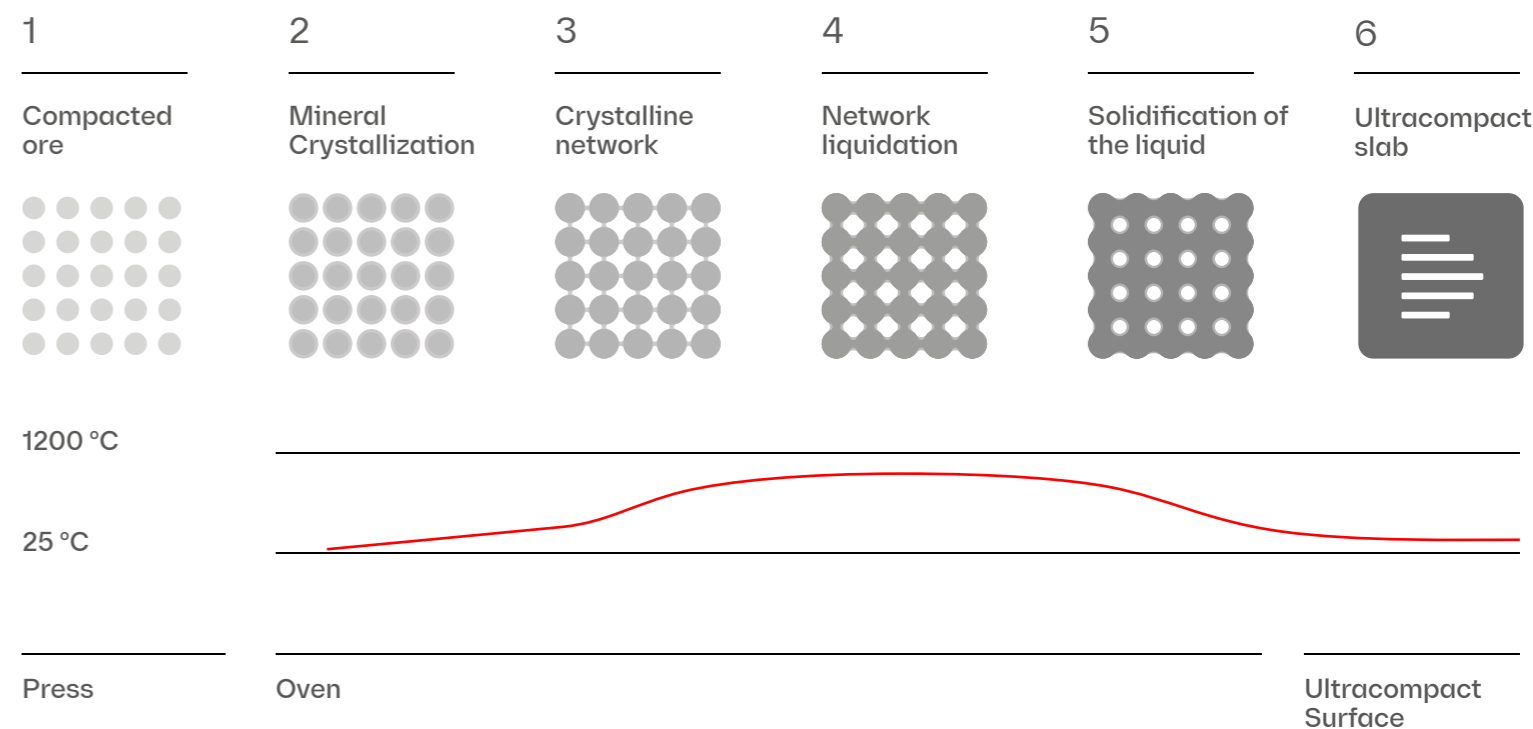 1
2
3
4
5
6
Compacted
ore
Mineral
Crystallization
Crystalline
network
Network
liquidation
Solidification of
the liquid
Ultracompact
slab
1200 °C
25 °C
Press
Oven
Ultracompact
Surface